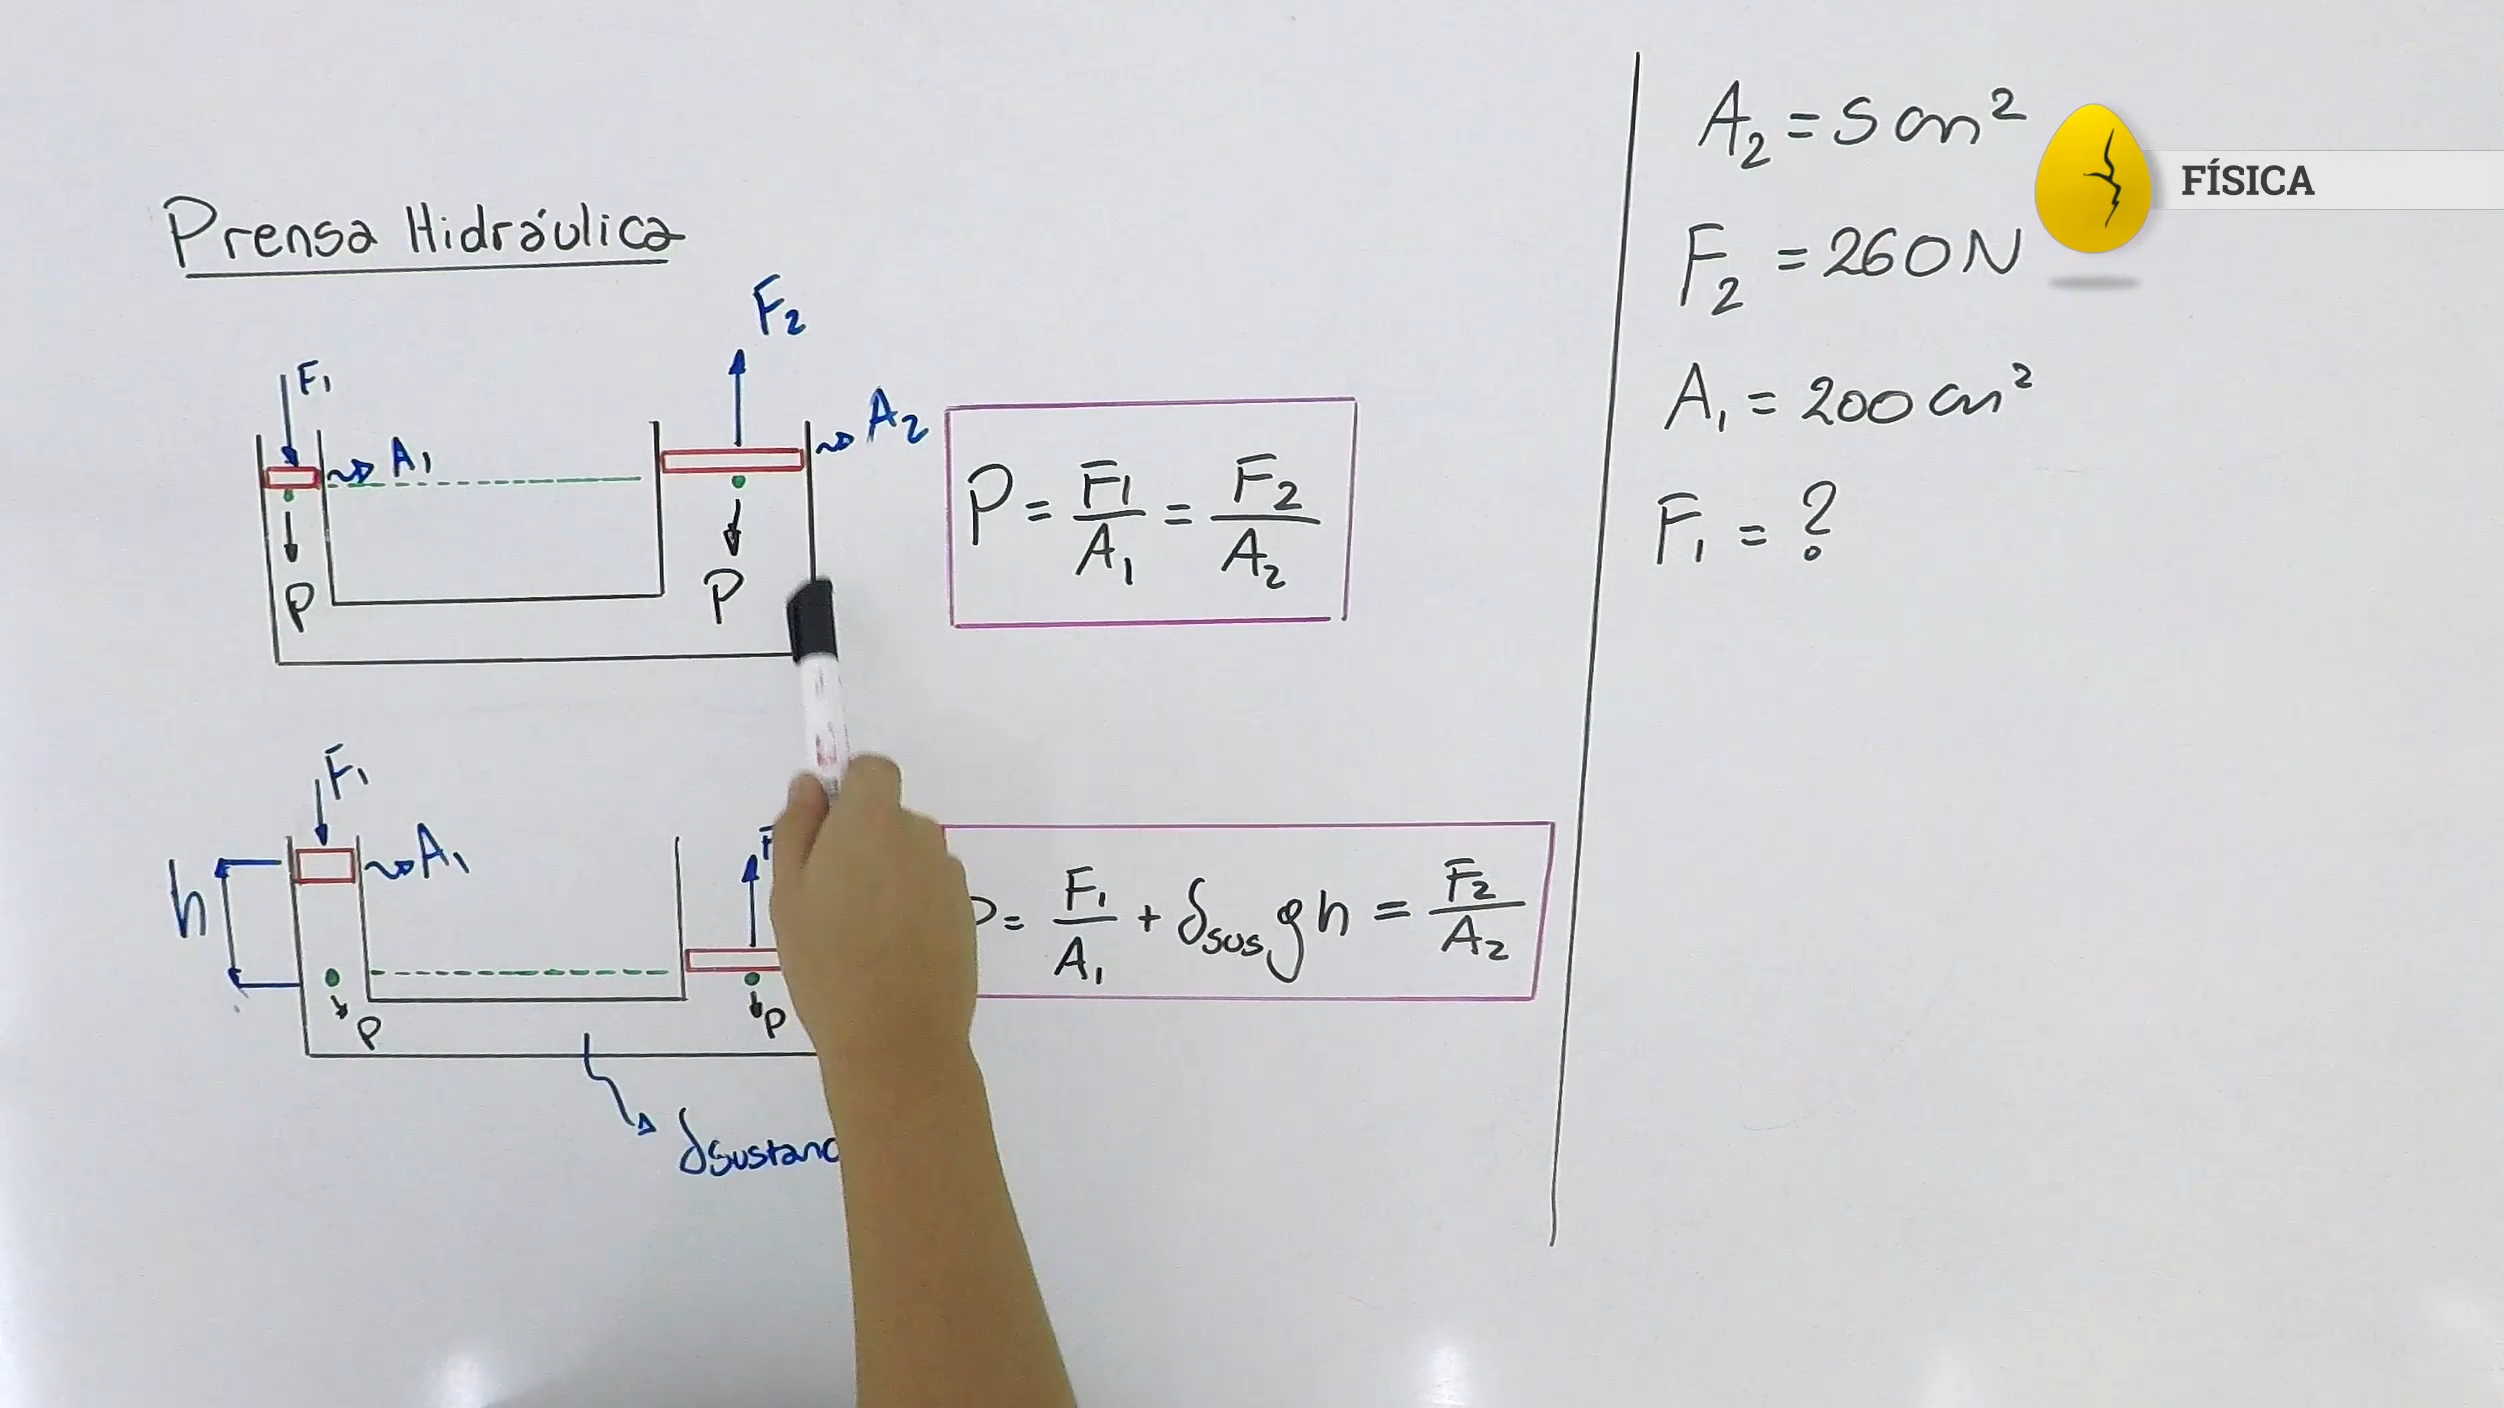 Prensa Hidráulica
F₂
F₁
A₁
A₂
P
P
P = F₁/A₁ = F₂/A₂
F₁
A₁
h
P
P
δsustanc
= F₁/A₁ + δsus gh = F₂/A₂
A₂ = 5 cm²
F₂ = 260 N
A₁ = 200 cm²
F₁ = ?
FÍSICA